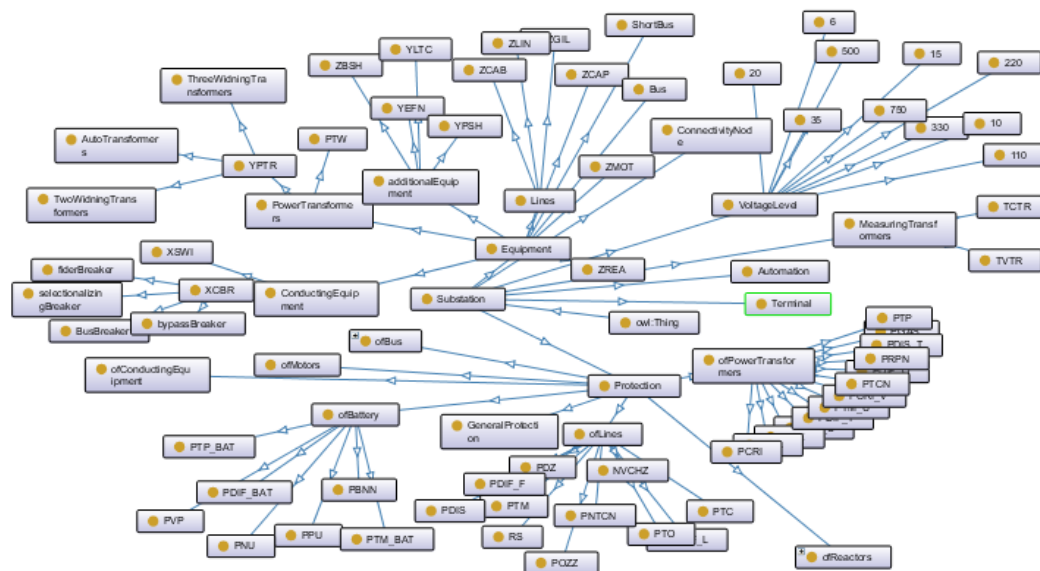 6
ShortBus
YLTC
ZLIN
ZGIL
500
15
220
ZBSH
ZCAB
ZCAP
20
ThreeWidningTra
nsformers
Bus
YEFN
750
35
330
10
YPSH
ConnectivityNod
e
AutoTransformer
s
PTW
110
YPTR
ZMOT
additionalEquip
ment
TwoWidningTrans
formers
PowerTransforme
rs
Lines
VoltageLevel
TCTR
MeasuringTransf
ormers
Equipment
XSWI
TVTR
fiderBreaker
ZREA
Automation
XCBR
selectionalizin
gBreaker
ConductingEquip
ment
Substation
Terminal
BusBreaker
bypassBreaker
owl:Thing
PTP
ofBus
PDIS_T
ofPowerTransfor
mers
PRPN
ofMotors
ofConductingEqu
ipment
Protection
PTCN
ofBattery
GeneralProtecti
on
ofLines
PTP_BAT
PCRI
PDZ
NVCHZ
PDIF_F
PDIF_BAT
PBNN
PDIS
PTM
PTC
PNTCN
PVP
PPU
RS
PTO
PNU
PTM_BAT
POZZ
ofReactors